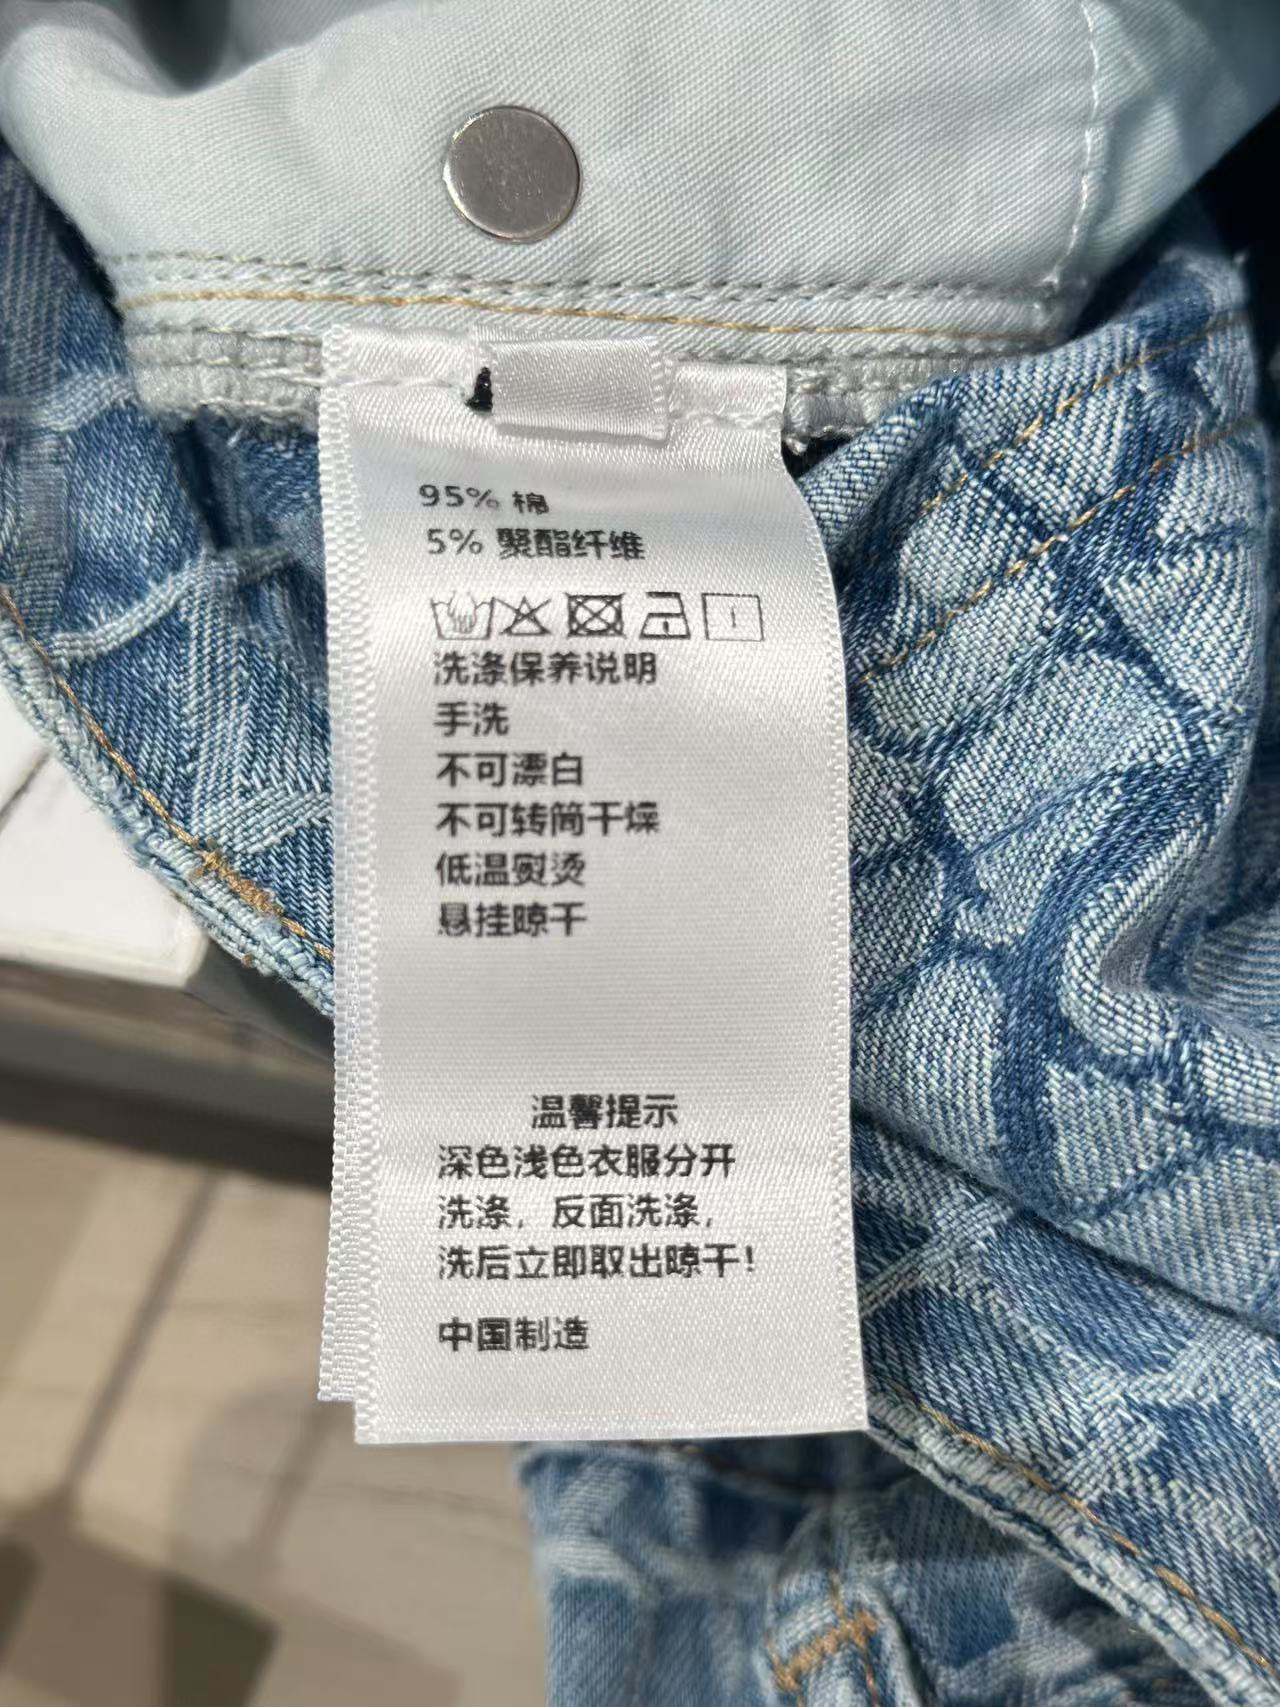 95% 棉
5% 聚酯纤维
洗涤保养说明
手洗
不可漂白
不可转筒干燥
低温熨烫
悬挂晾干
温馨提示
深色浅色衣服分开
洗涤，反面洗涤，
洗后立即取出晾干！
中国制造